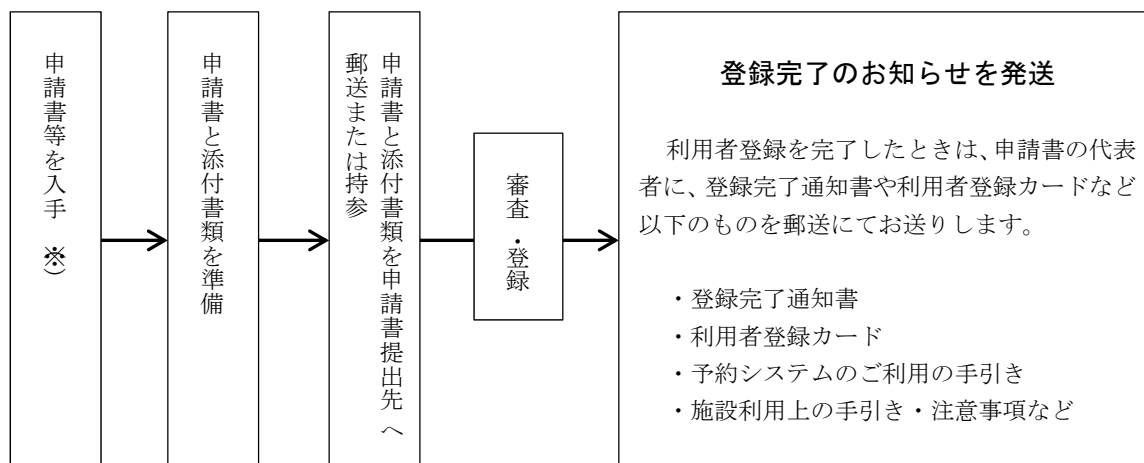 申請書等を入手　※）
申請書と添付書類を準備
申請書と添付書類を申請書提出先へ
郵送または持参
審査・登録
登録完了のお知らせを発送
利用者登録を完了したときは、申請書の代表
者に、登録完了通知書や利用者登録カードなど
以下のものを郵送にてお送りします。
・登録完了通知書
・利用者登録カード
・予約システムのご利用の手引き
・施設利用上の手引き・注意事項など